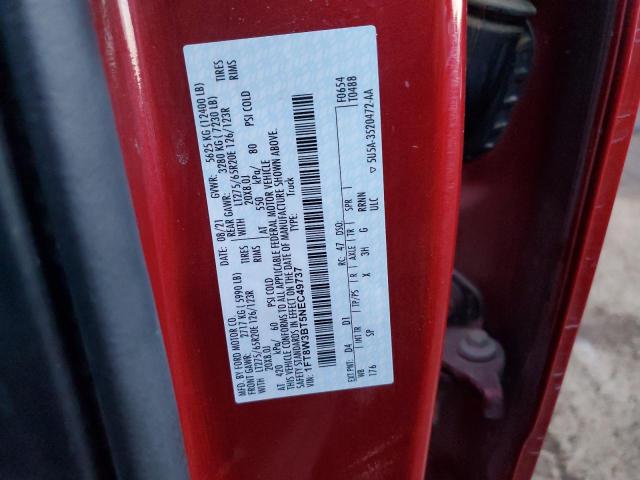 MFD. BY FORD MOTOR CO.
08/21
GVWR: 5625 KG (12400 LB)
FRONT GAWR: 2717 KG (5990 LB)
REAR GAWR: 3280 KG (7230 LB)
WITH LT275/65R20E 126/123R
WITH LT275/65R20E 126/123R TIRES
20X8.0J
20X8.0J RIMS
AT 420 kPa/ 60 PSI COLD
AT 550 kPa/ 80 PSI COLD
THIS VEHICLE CONFORMS TO ALL APPLICABLE FEDERAL MOTOR VEHICLE
SAFETY STANDARDS IN EFFECT ON THE DATE OF MANUFACTURE SHOWN ABOVE.
VIN: 1FT8W3BT5NEC49737
TYPE: Truck
F0654
T0488
EXT PNT: D4 D1 RC: 47 DSO:
WB INT TR TP/PS R AXLE TR SPR
176 SP X 3H G RRNN
ULC
▽ 5U5A-3520472-AA